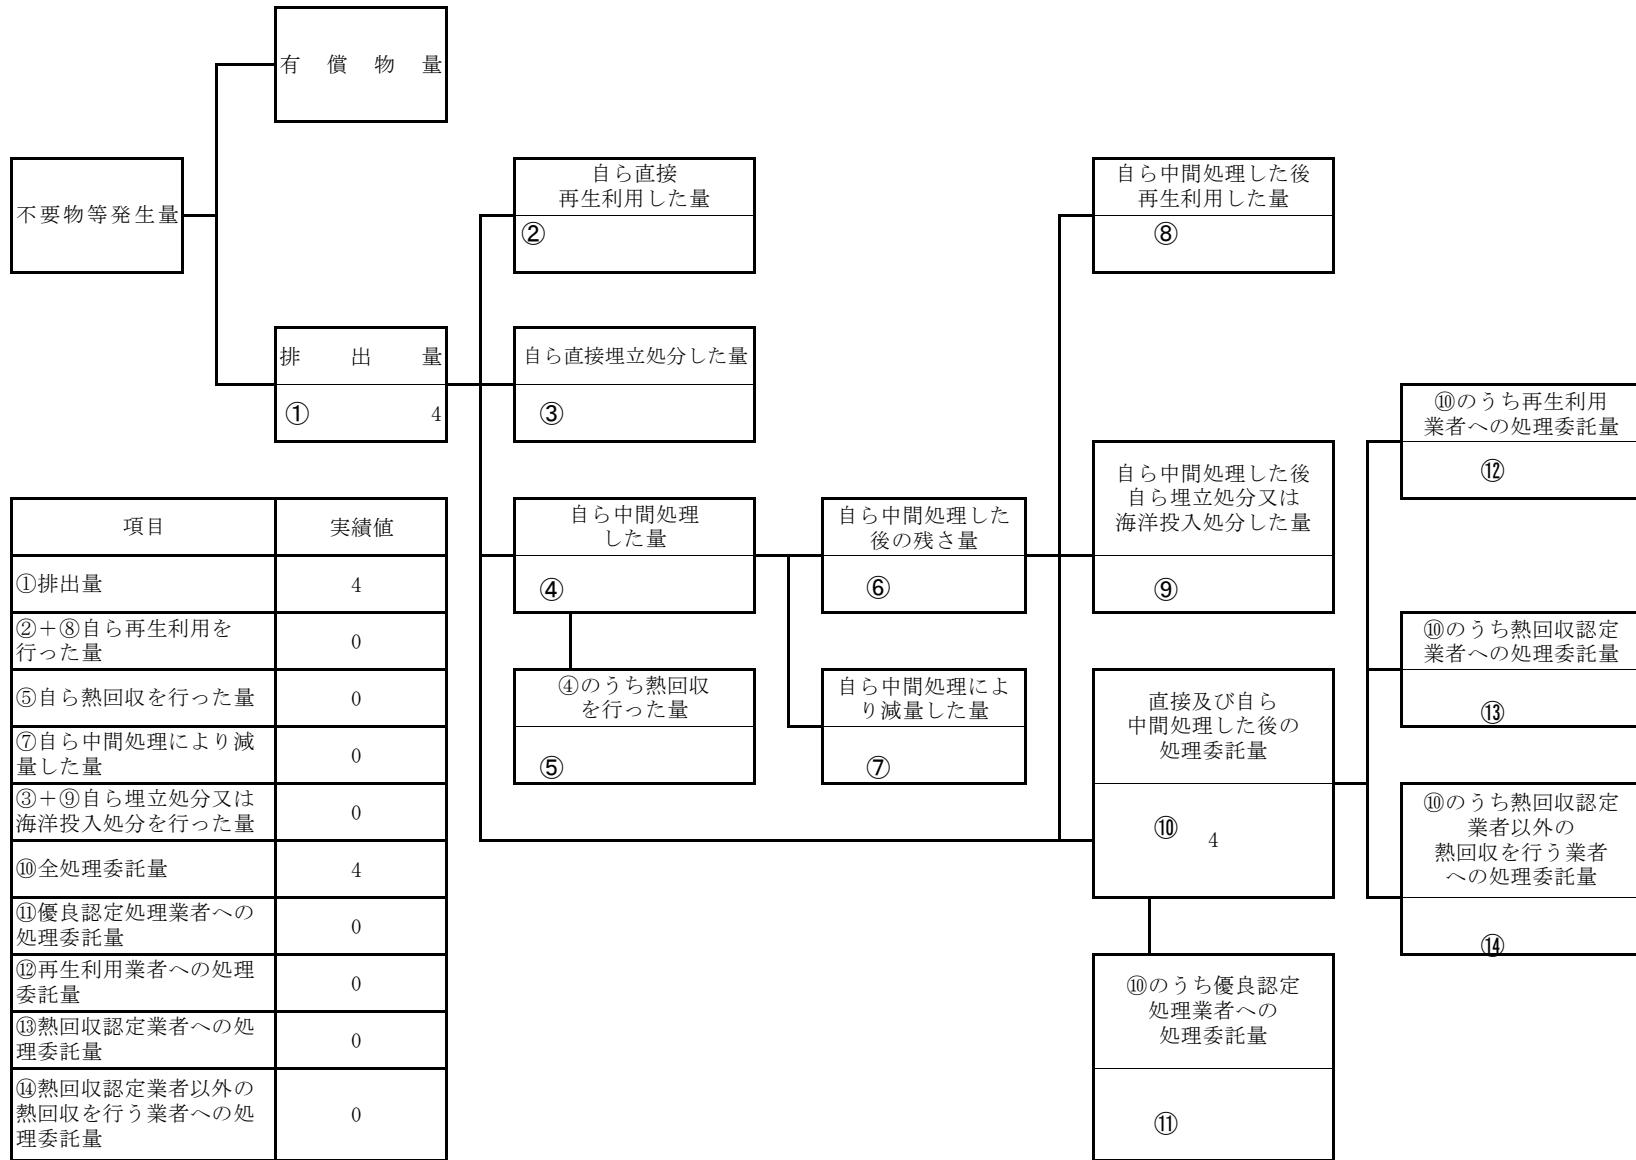 有償物量
不要物等発生量
排出量
① 4
自ら直接
再生利用した量
②
自ら直接埋立処分した量
③
自ら中間処理
した量
④
④のうち熱回収
を行った量
⑤
自ら中間処理した
後の残さ量
⑥
自ら中間処理によ
り減量した量
⑦
自ら中間処理した後
再生利用した量
⑧
自ら中間処理した後
自ら埋立処分又は
海洋投入処分した量
⑨
直接及び自ら
中間処理した後の
処理委託量
⑩ 4
⑩のうち優良認定
処理業者への
処理委託量
⑪
⑩のうち再生利用
業者への処理委託量
⑫
⑩のうち熱回収認定
業者への処理委託量
⑬
⑩のうち熱回収認定
業者以外の
熱回収を行う業者
への処理委託量
⑭
項目 実績値
①排出量 4
②＋⑧自ら再生利用を
行った量 0
⑤自ら熱回収を行った量 0
⑦自ら中間処理により減
量した量 0
③＋⑨自ら埋立処分又は
海洋投入処分を行った量 0
⑩全処理委託量 4
⑪優良認定処理業者への
処理委託量 0
⑫再生利用業者への処理
委託量 0
⑬熱回収認定業者への処
理委託量 0
⑭熱回収認定業者以外の
熱回収を行う業者への処
理委託量 0